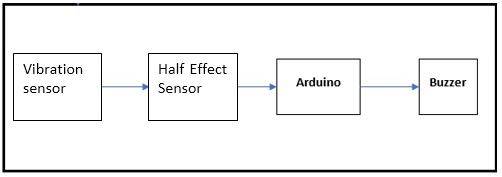 Vibration
sensor
Half Effect
Sensor
Arduino
Buzzer